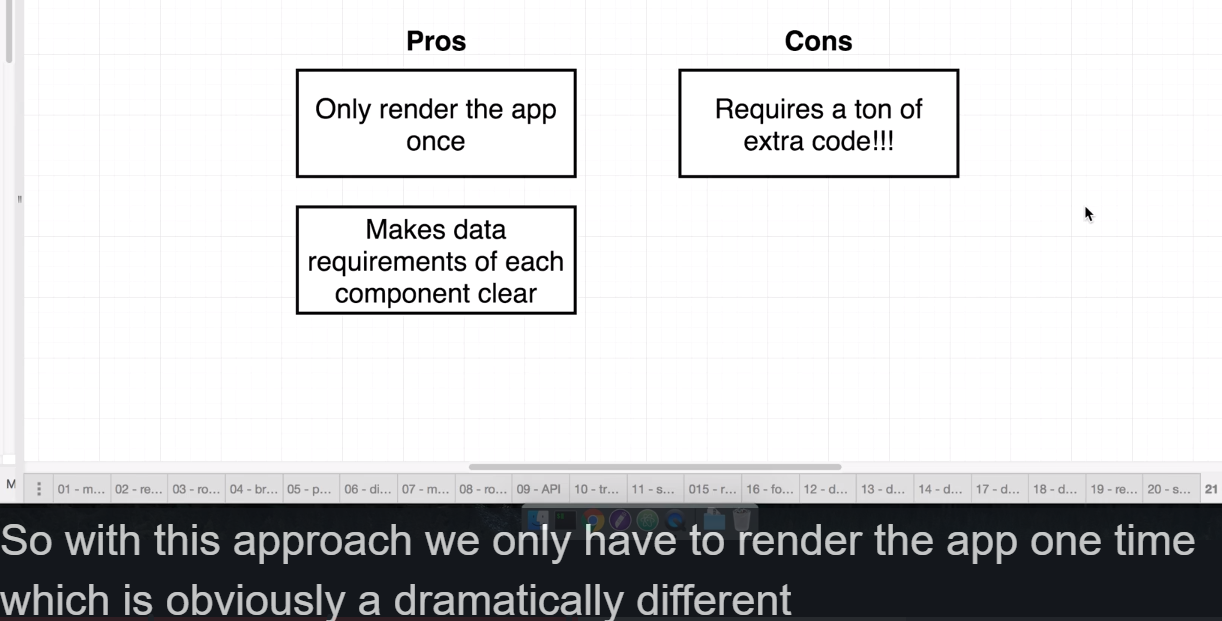 Pros
Cons
Only render the app
once
Requires a ton of
extra code!!!
Makes data
requirements of each
component clear
M
01 - m... 02 - re... 03 - ro... 04 - br... 05 - p... 06 - di... 07 - m... 08 - ro... 09 - API 10 - tr... 11 - s... 015 - r... 16 - fo... 12 - d... 13 - d... 14 - d... 17 - d... 18 - d... 19 - re... 20 - s... 21
So with this approach we only have to render the app one time
which is obviously a dramatically different